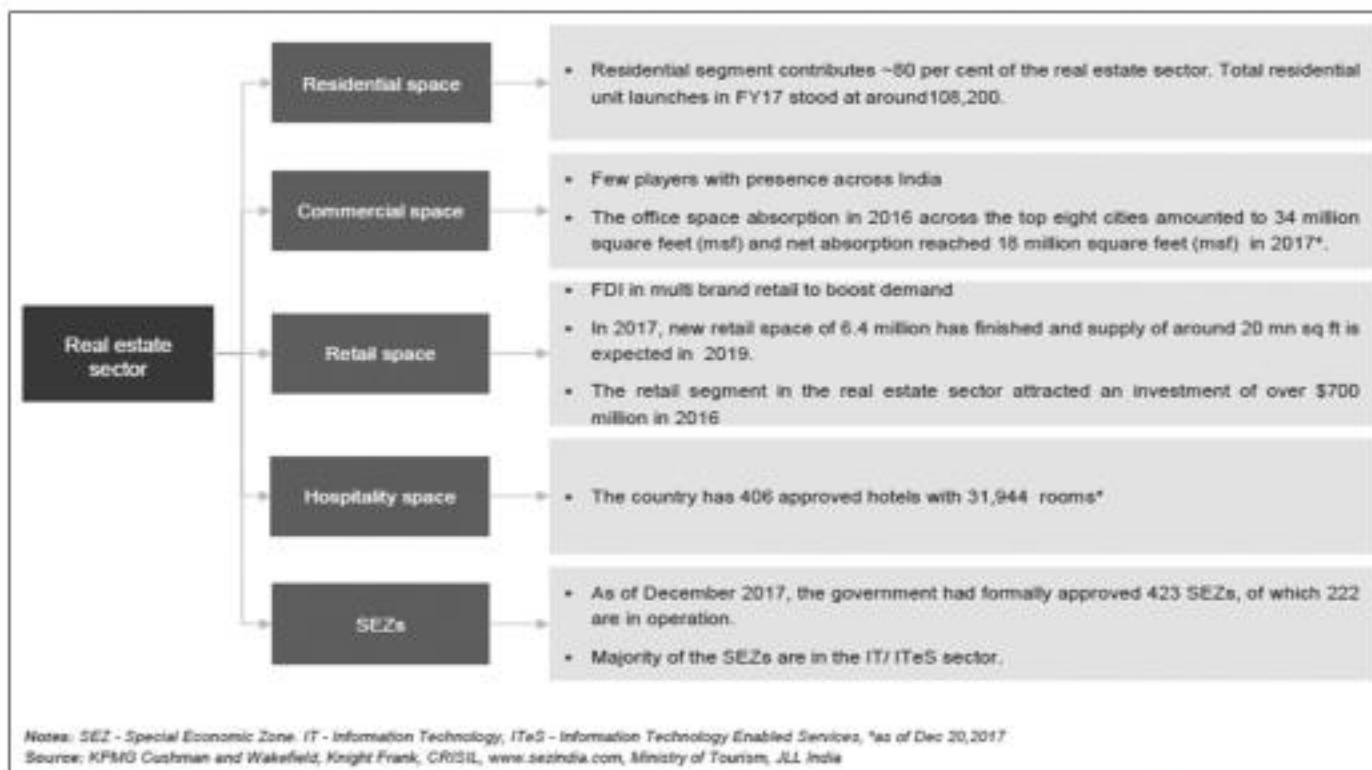 Residential space
• Residential segment contributes ~80 per cent of the real estate sector. Total residential
unit launches in FY17 stood at around108,200.
Commercial space
• Few players with presence across India
• The office space absorption in 2016 across the top eight cities amounted to 34 million
square feet (msf) and net absorption reached 18 million square feet (msf) in 2017*.
Real estate
sector
Retail space
• FDI in multi brand retail to boost demand
• In 2017, new retail space of 6.4 million has finished and supply of around 20 mn sq ft is
expected in 2019.
• The retail segment in the real estate sector attracted an investment of over $700
million in 2016
Hospitality space
• The country has 406 approved hotels with 31,944 rooms*
SEZs
• As of December 2017, the government had formally approved 423 SEZs, of which 222
are in operation.
• Majority of the SEZs are in the IT/ ITeS sector.
Notes: SEZ - Special Economic Zone. IT - Information Technology, ITeS - Information Technology Enabled Services, *as of Dec 20,2017
Source: KPMG Cushman and Wakefield, Knight Frank, CRISIL, www.sezindia.com, Ministry of Tourism, JLL India